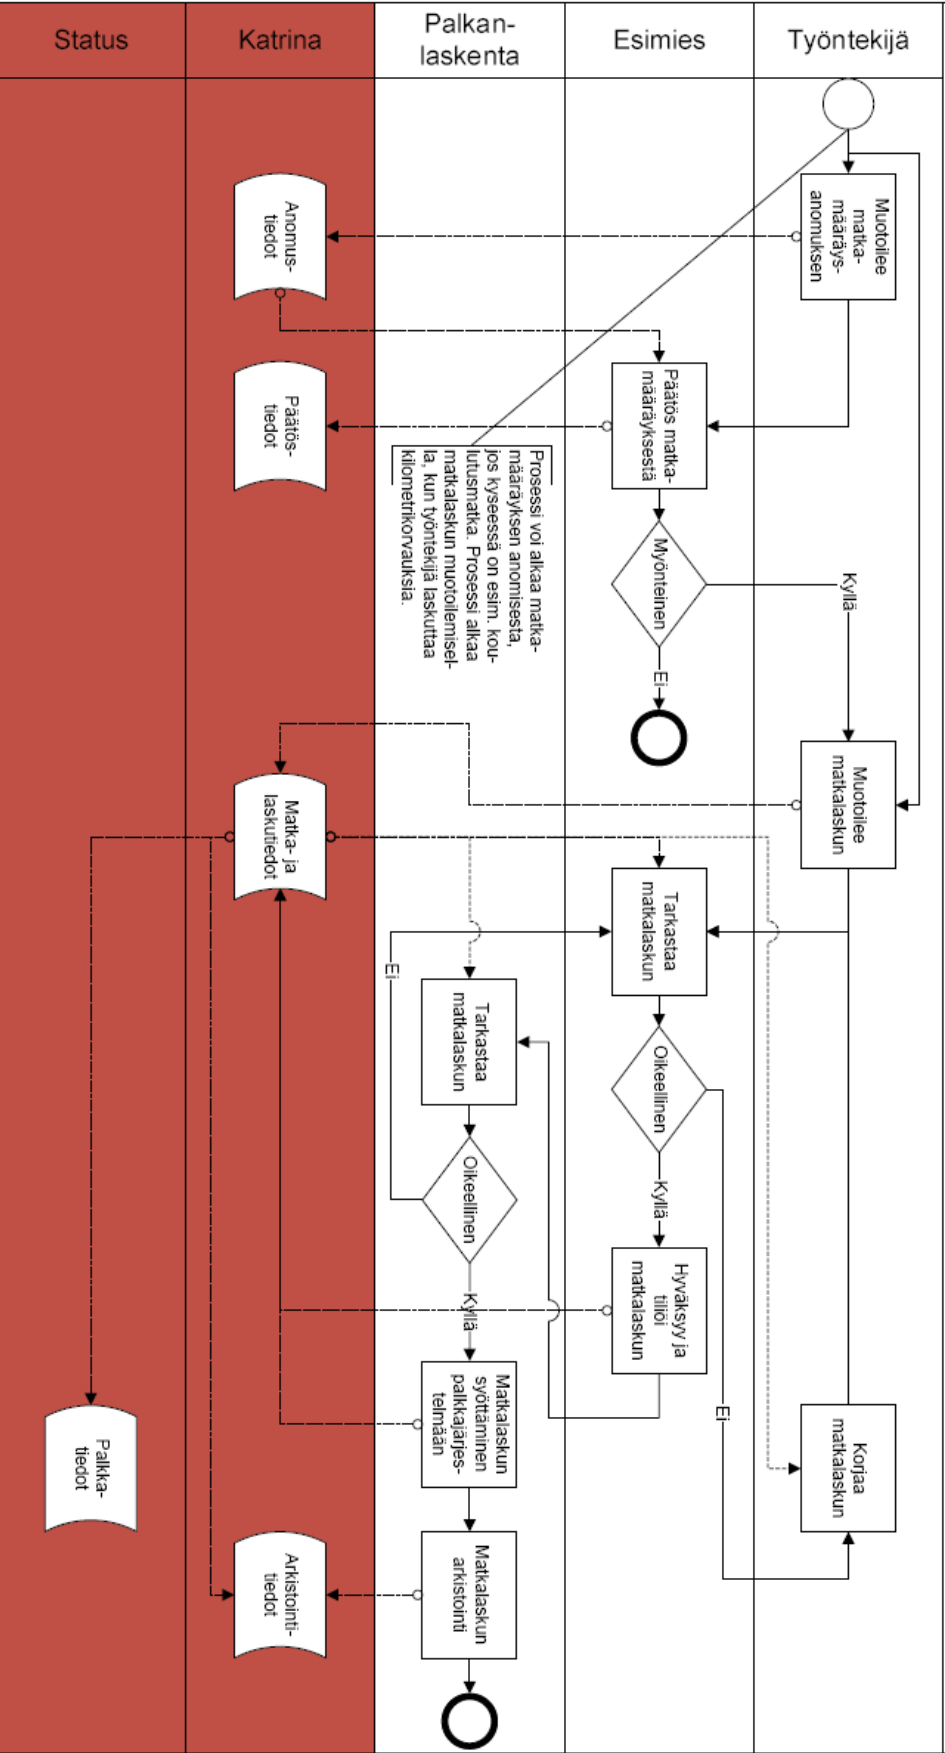 Status
Katrina
Palkan-
laskenta
Esimies
Työntekijä
Muotoilee
matka-
määräys-
anomuksen
Anomus-
tiedot
Päätös matka-
määräyksestä
Päätös-
tiedot
Myönteinen
Kyllä
Ei
Prosessi voi alkaa matka-
määräyksen anomisesta,
jos kyseessä on esim. kou-
lutusmatka. Prosessi alkaa
matkalaskun muotoilemisel-
la, kun työntekijä laskuttaa
kilometrikorvauksia.
Muotoilee
matkalaskun
Matka- ja
laskutiedot
Tarkastaa
matkalaskun
Oikeellinen
Kyllä
Ei
Tarkastaa
matkalaskun
Oikeellinen
Ei
Kyllä
Hyväksyy ja
tiliöi
matkalaskun
Korjaa
matkalaskun
Matkalaskun
syöttäminen
palkkajärjes-
telmään
Palkka-
tiedot
Matkalaskun
arkistointi
Arkistointi-
tiedot